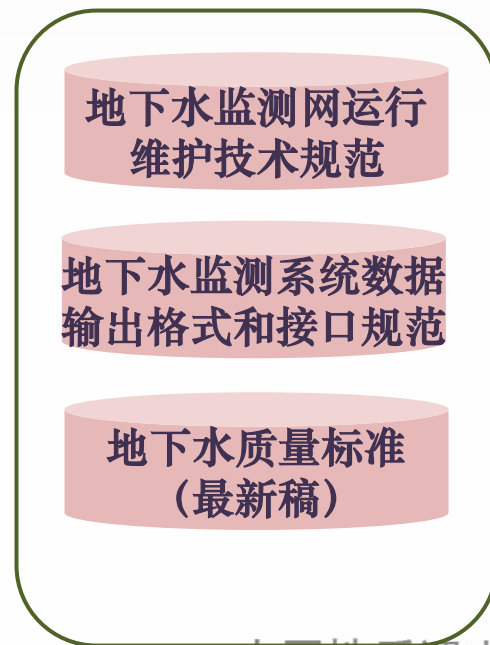 地下水监测网运行
维护技术规范
地下水监测系统数据
输出格式和接口规范
地下水质量标准
（最新稿）